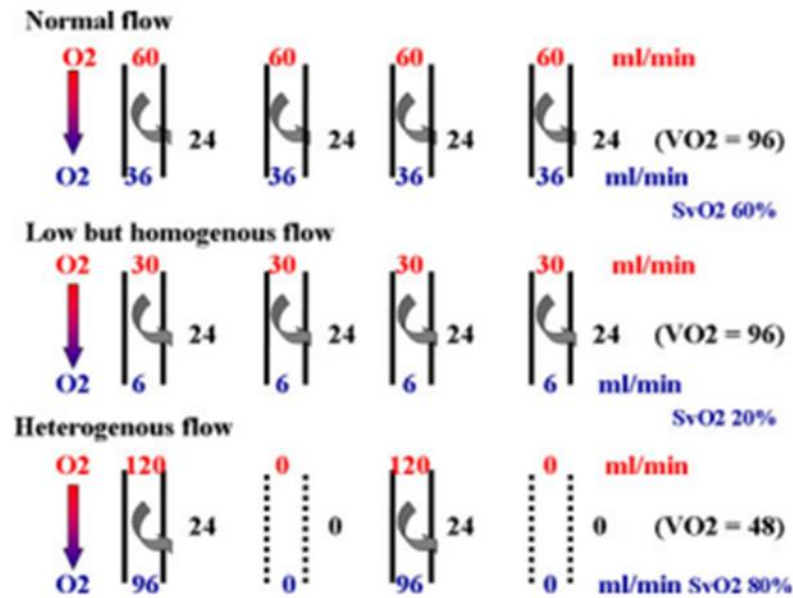 Normal flow
O2 60 60 60 60 ml/min
24 24 24 24 (VO2 = 96)
O2 36 36 36 36 ml/min
SvO2 60%
Low but homogenous flow
O2 30 30 30 30 ml/min
24 24 24 24 (VO2 = 96)
O2 6 6 6 6 ml/min
SvO2 20%
Heterogenous flow
O2 120 0 120 0 ml/min
24 0 24 0 (VO2 = 48)
O2 96 0 96 0 ml/min SvO2 80%